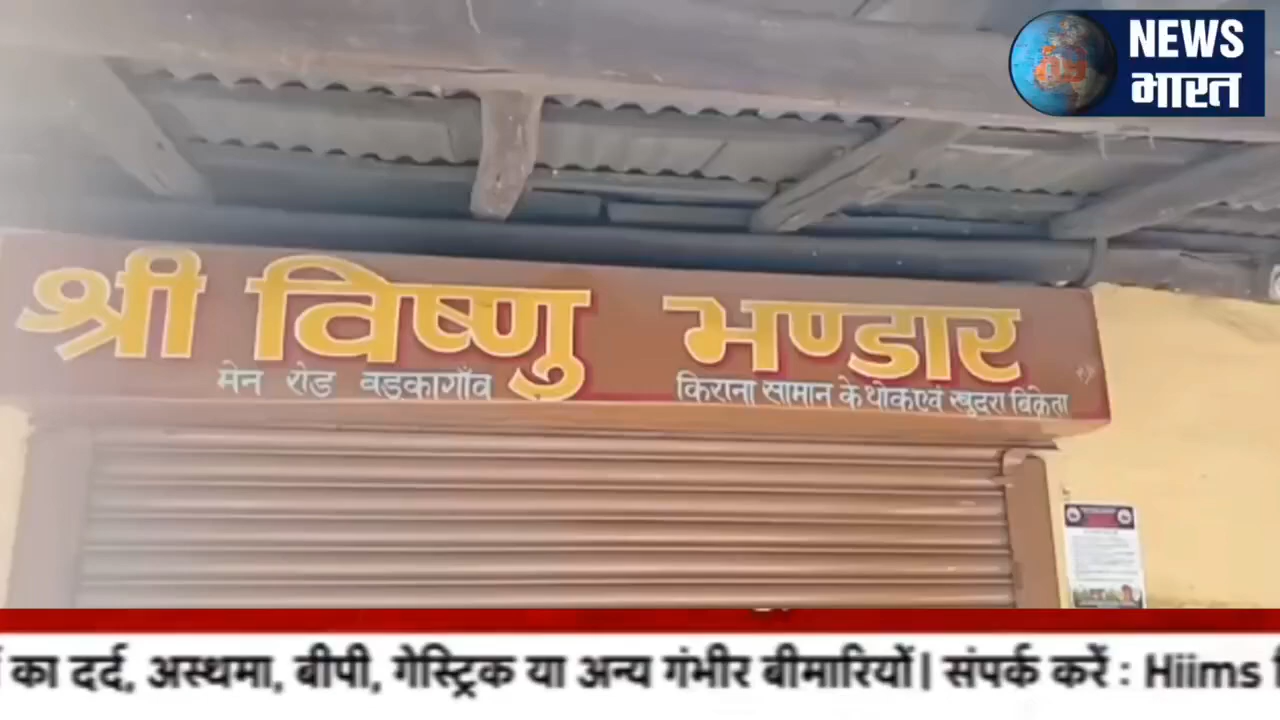 NEWS
भारत
श्री विष्णु भण्डार
मेन रोड बड़कागाँव
किराना सामान के थोक एवं खुदरा बिक्रेता
का दर्द, अस्थमा, बीपी, गेस्ट्रिक या अन्य गंभीर बीमारियों| संपर्क करें : Hiims